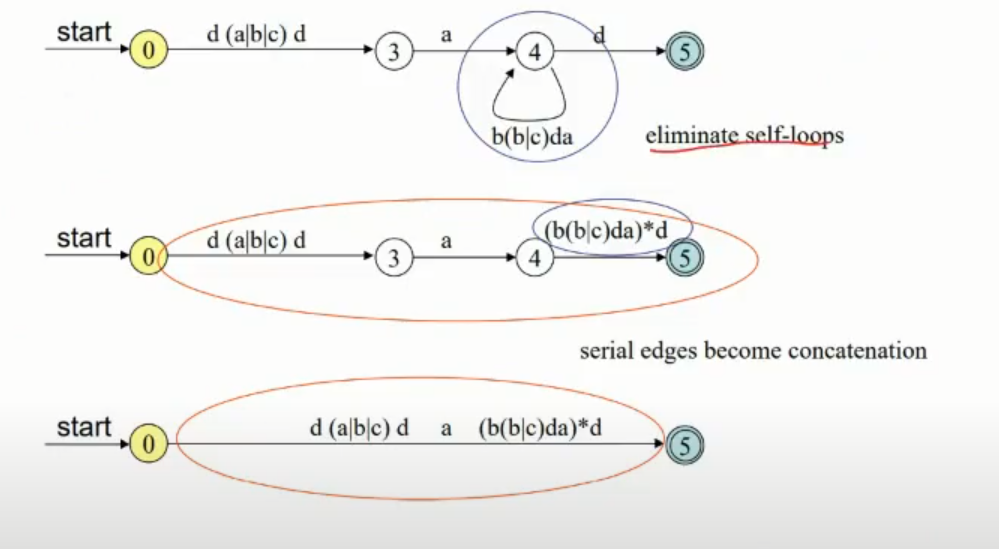 start 0 d (a|b|c) d 3 a 4 d 5
b(b|c)da
eliminate self-loops
start 0 d (a|b|c) d 3 a 4 (b(b|c)da)*d 5
serial edges become concatenation
start 0 d (a|b|c) d a (b(b|c)da)*d 5